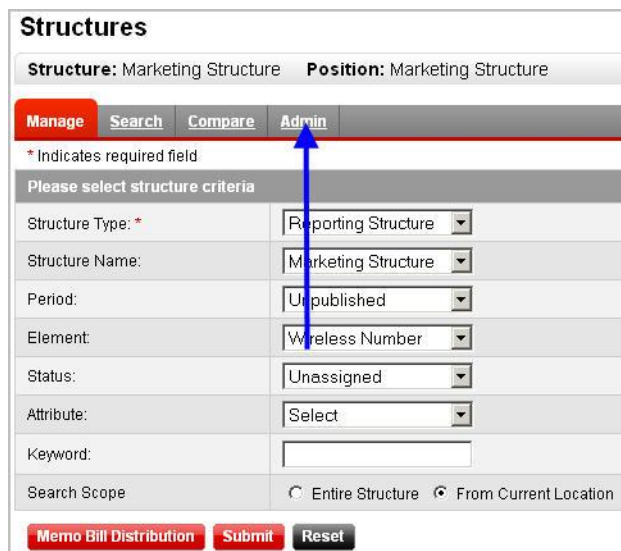 Structures
Structure: Marketing Structure Position: Marketing Structure
Manage Search Compare Admin
* Indicates required field
Please select structure criteria
Structure Type: * Reporting Structure
Structure Name: Marketing Structure
Period: Unpublished
Element: Wireless Number
Status: Unassigned
Attribute: Select
Keyword:
Search Scope Entire Structure From Current Location
Memo Bill Distribution Submit Reset